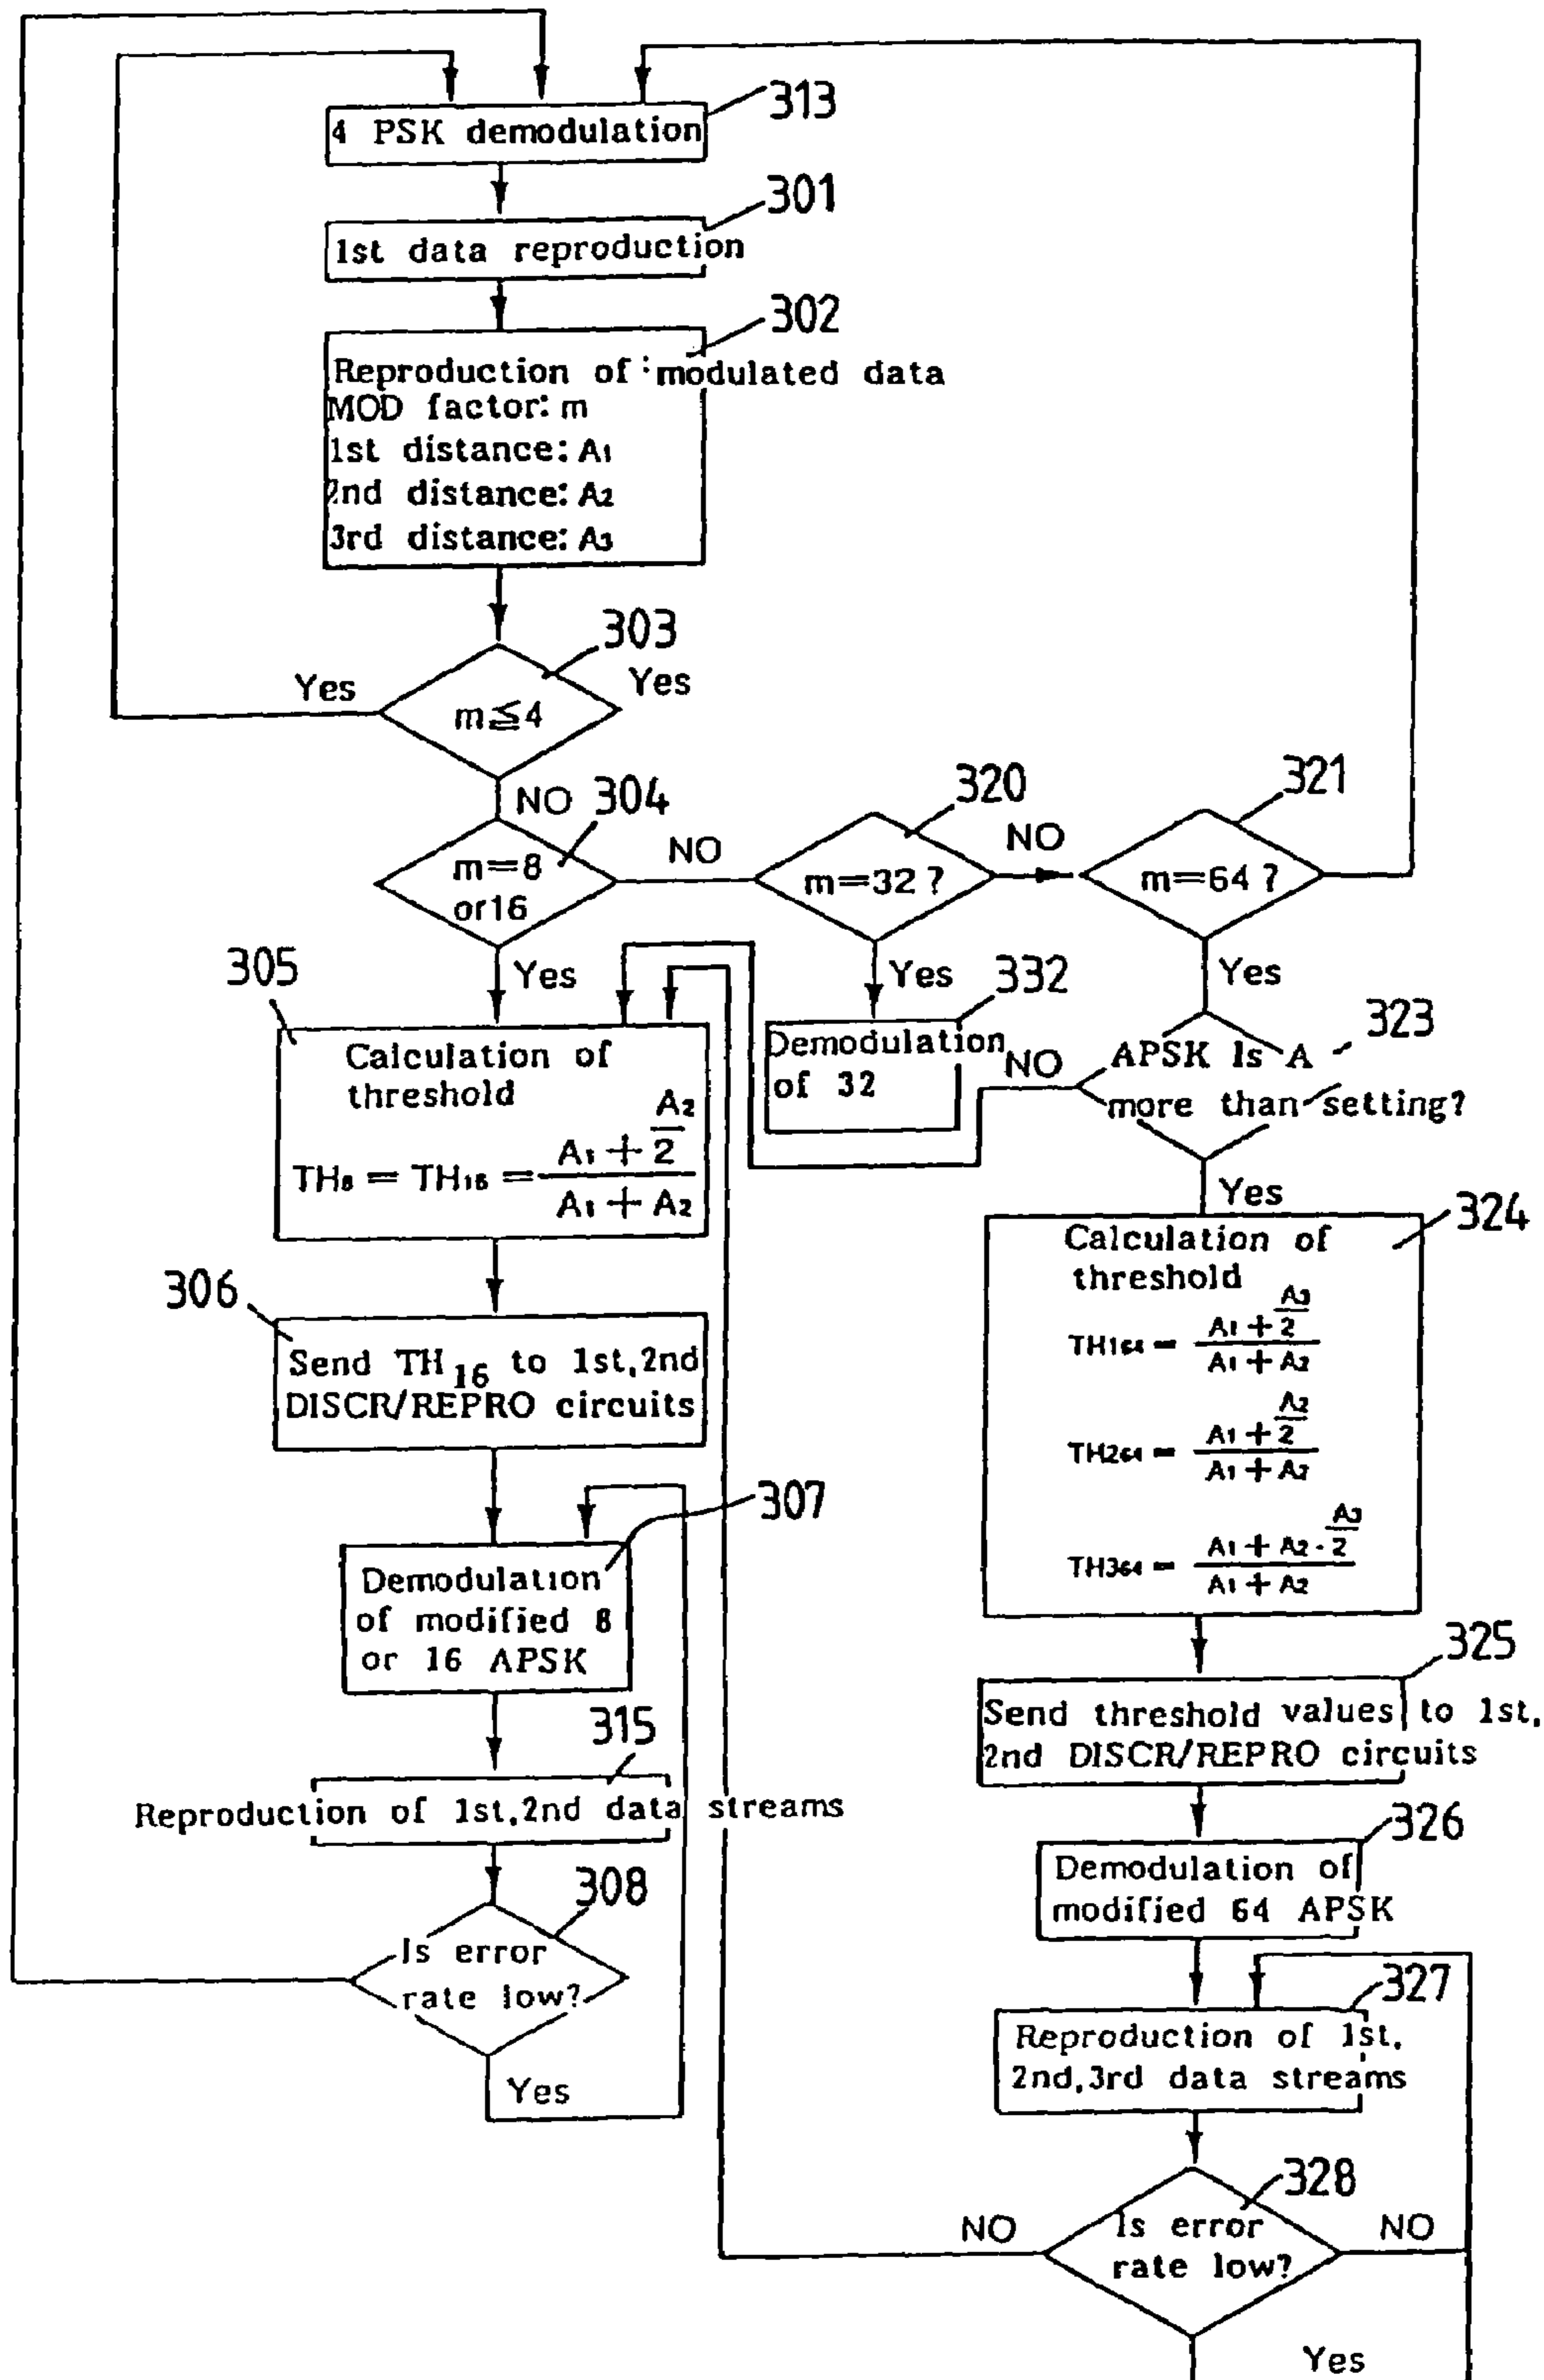 313
4 PSK demodulation
301
1st data reproduction
302
Reproduction of modulated data
MOD factor: m
1st distance: A1
2nd distance: A2
3rd distance: A3
303
Yes
Yes
m≦4
NO
304
m=8
or16
NO
320
m=32?
NO
321
m=64?
305
Yes
Calculation of
threshold
TH8 = TH16 = (A1 + A2/2)/(A1 + A2)
Yes
332
Demodulation
of 32
Yes
323
NO
APSK Is A
more than setting?
Yes
306
Send TH16 to 1st,2nd
DISCR/REPRO circuits
324
Calculation of
threshold
TH164 = (A1 + A3/2)/(A1 + A2)
TH264 = (A1 + A2/2)/(A1 + A2)
TH364 = (A1 + A2 - A3/2)/(A1 + A2)
307
Demodulation
of modified 8
or 16 APSK
325
Send threshold values to 1st,
2nd DISCR/REPRO circuits
315
Reproduction of 1st,2nd data streams
326
Demodulation of
modified 64 APSK
308
Is error
rate low?
Yes
327
Reproduction of 1st,
2nd,3rd data streams
328
NO
Is error
rate low?
NO
Yes